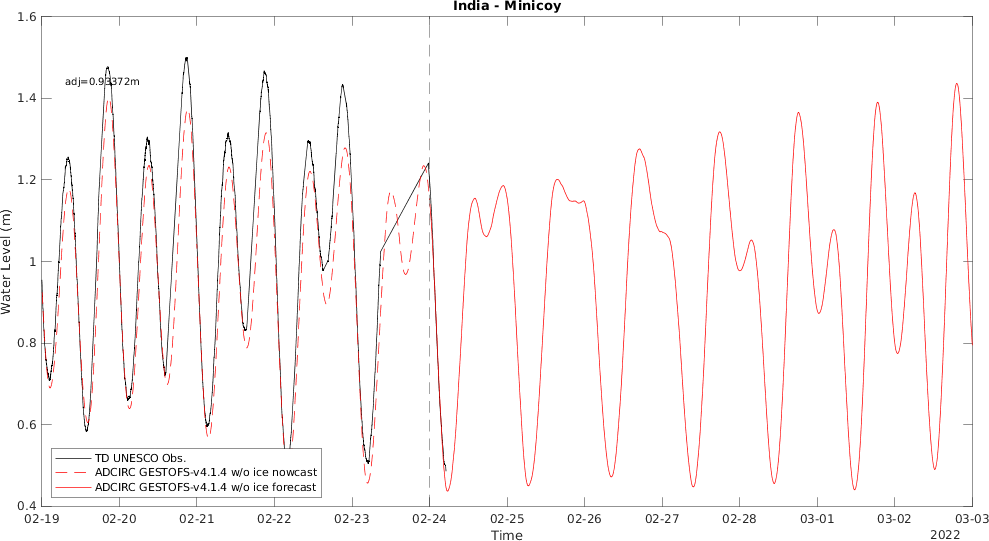 India - Minicoy
1.6
1.4
1.2
1
0.8
0.6
0.4
Water Level (m)
adj=0.93372m
TD UNESCO Obs.
ADCIRC GESTOFS-v4.1.4 w/o ice nowcast
ADCIRC GESTOFS-v4.1.4 w/o ice forecast
02-19 02-20 02-21 02-22 02-23 02-24 02-25 02-26 02-27 02-28 03-01 03-02 03-03
Time
2022